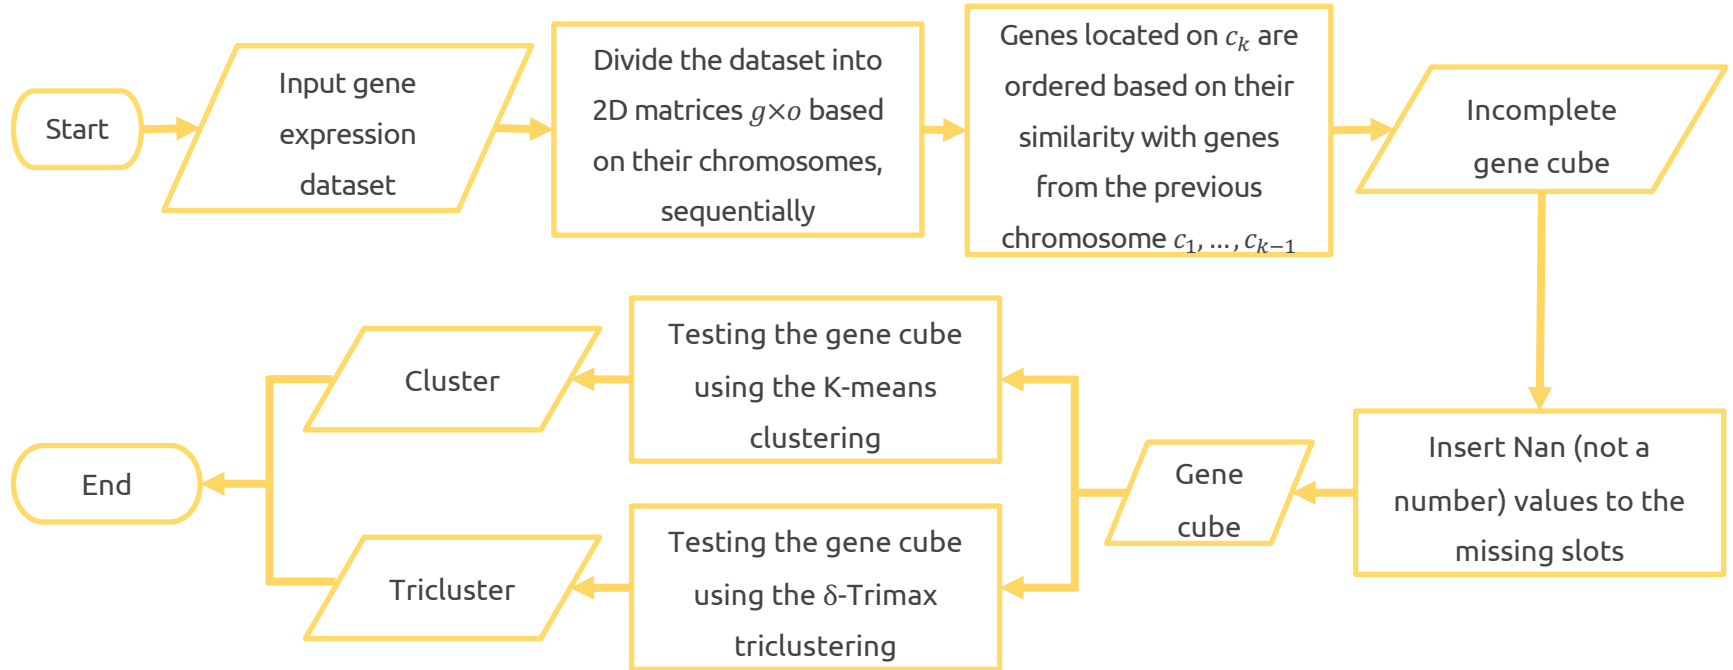 Start
Input gene
expression
dataset
Divide the dataset into
2D matrices g×o based
on their chromosomes,
sequentially
Genes located on cₖ are
ordered based on their
similarity with genes
from the previous
chromosome c₁, …, cₖ₋₁
Incomplete
gene cube
Insert Nan (not a
number) values to the
missing slots
Gene
cube
Testing the gene cube
using the K-means
clustering
Cluster
Testing the gene cube
using the δ-Trimax
triclustering
Tricluster
End